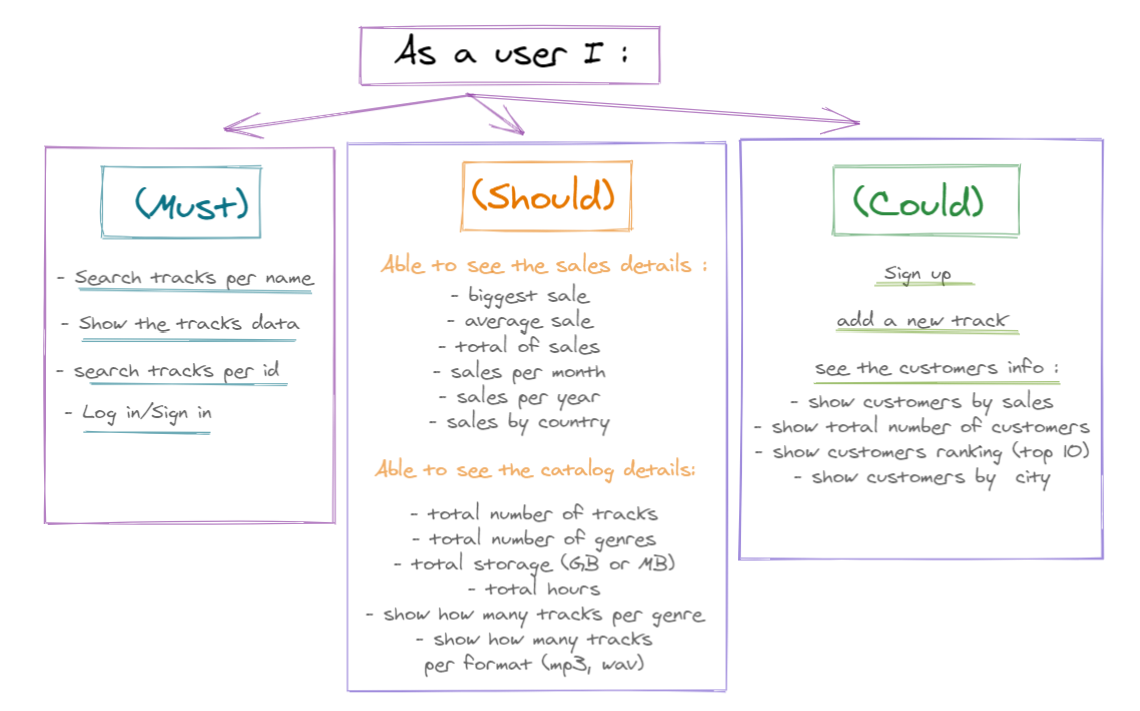 As a user I :
(Must)
- Search tracks per name
- Show the tracks data
- search tracks per id
- Log in/Sign in
(Should)
Able to see the sales details :
- biggest sale
- average sale
- total of sales
- sales per month
- sales per year
- sales by country
Able to see the catalog details:
- total number of tracks
- total number of genres
- total storage (GB or MB)
- total hours
- show how many tracks per genre
- show how many tracks
per format (mp3, wav)
(Could)
Sign up
add a new track
see the customers info :
- show customers by sales
- show total number of customers
- show customers ranking (top 10)
- show customers by city